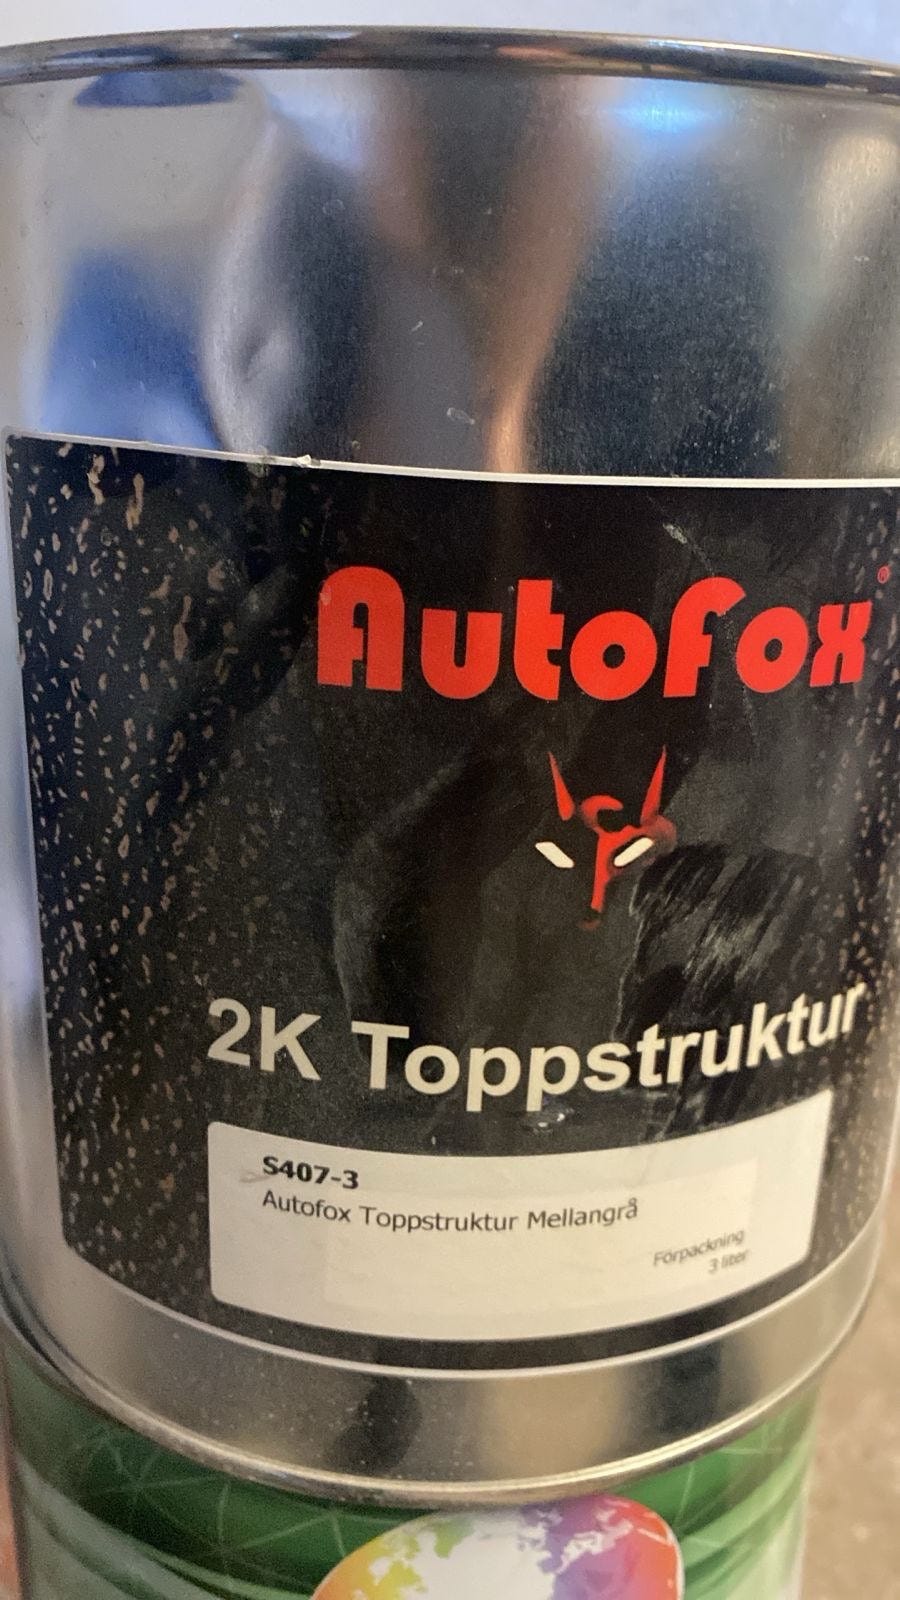 AutoFox®
2K Toppstruktur
S407-3
Autofox Toppstruktur Mellangrå
Förpackning
3 liter